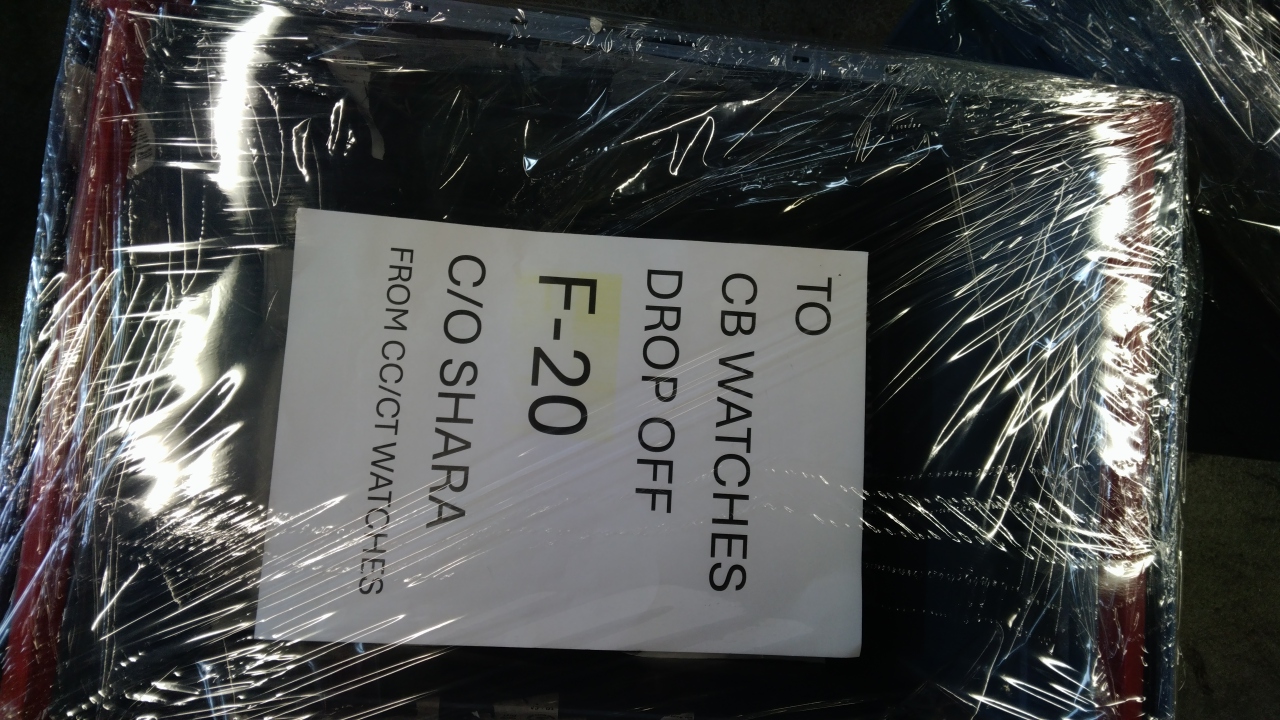 TO
CB WATCHES
DROP OFF
F-20
C/O SHARA
FROM CC/CT WATCHES